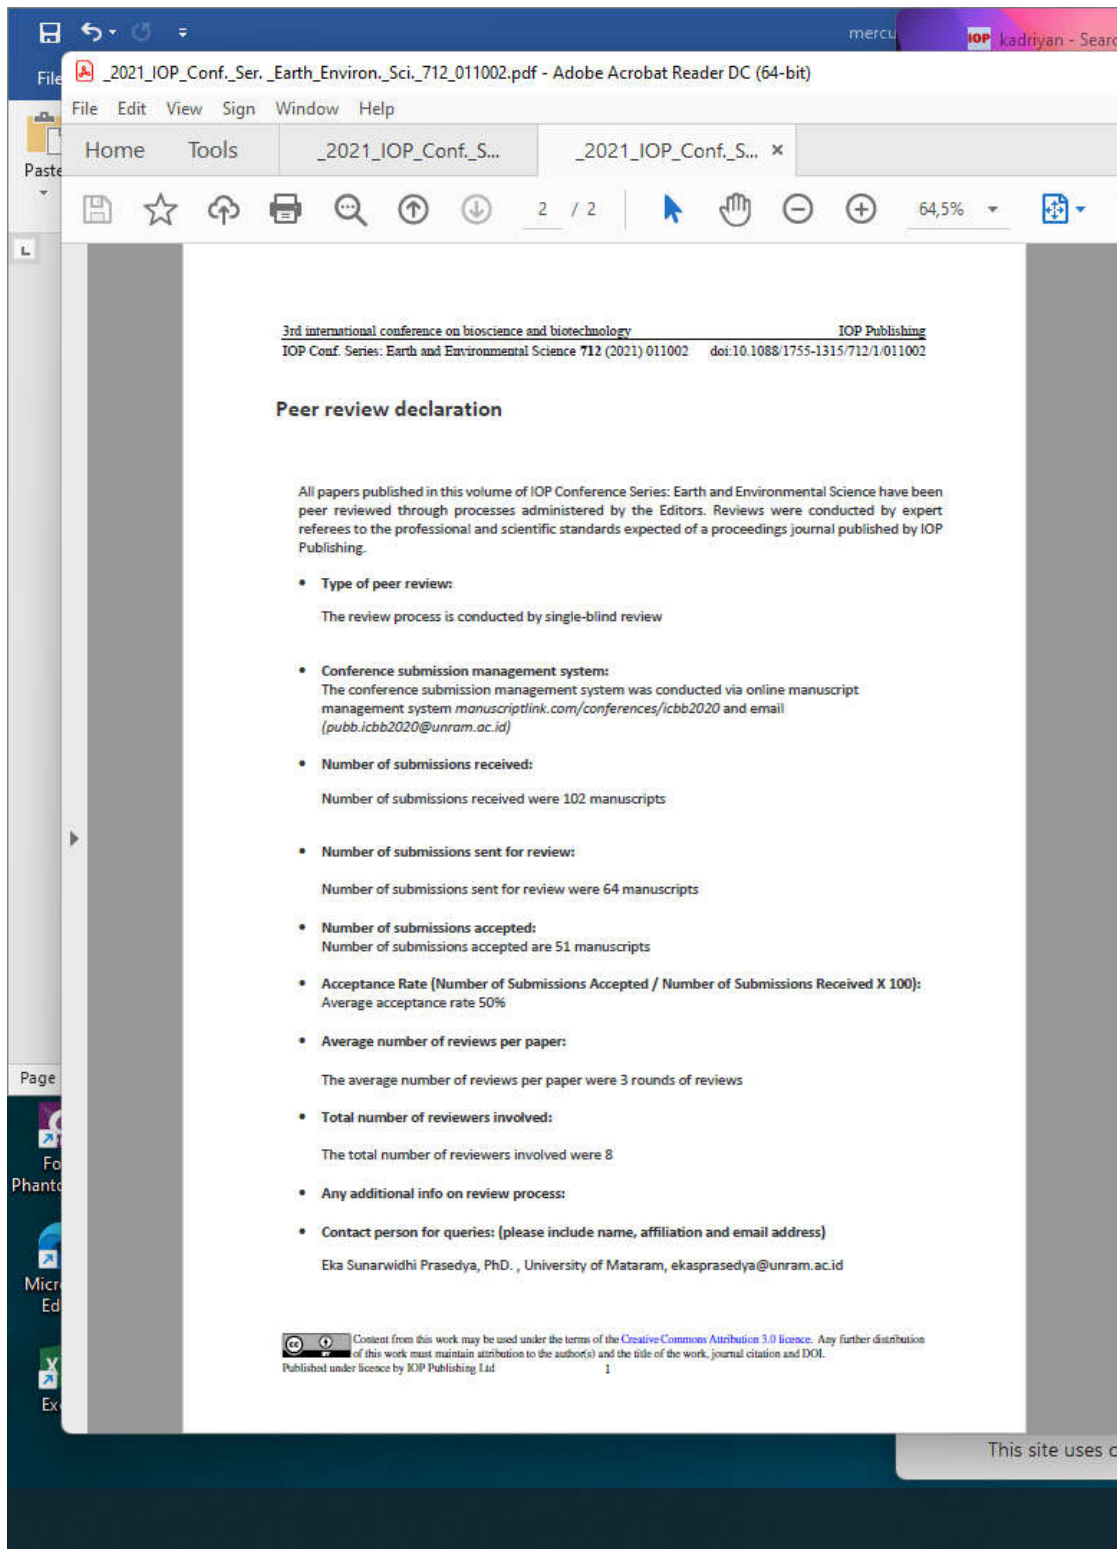 mercu
IOP kadriyan - Searc
File
_2021_IOP_Conf._Ser. _Earth_Environ._Sci._712_011002.pdf - Adobe Acrobat Reader DC (64-bit)
File Edit View Sign Window Help
Paste
Home Tools _2021_IOP_Conf._S... _2021_IOP_Conf._S... ×
2 / 2 64,5%
L
3rd international conference on bioscience and biotechnology IOP Publishing
IOP Conf. Series: Earth and Environmental Science 712 (2021) 011002 doi:10.1088/1755-1315/712/1/011002
Peer review declaration
All papers published in this volume of IOP Conference Series: Earth and Environmental Science have been
peer reviewed through processes administered by the Editors. Reviews were conducted by expert
referees to the professional and scientific standards expected of a proceedings journal published by IOP
Publishing.
• Type of peer review:
The review process is conducted by single-blind review
• Conference submission management system:
The conference submission management system was conducted via online manuscript
management system manuscriptlink.com/conferences/icbb2020 and email
(pubb.icbb2020@unram.ac.id)
• Number of submissions received:
Number of submissions received were 102 manuscripts
• Number of submissions sent for review:
Number of submissions sent for review were 64 manuscripts
• Number of submissions accepted:
Number of submissions accepted are 51 manuscripts
• Acceptance Rate (Number of Submissions Accepted / Number of Submissions Received X 100):
Average acceptance rate 50%
• Average number of reviews per paper:
The average number of reviews per paper were 3 rounds of reviews
• Total number of reviewers involved:
The total number of reviewers involved were 8
• Any additional info on review process:
• Contact person for queries: (please include name, affiliation and email address)
Eka Sunarwidhi Prasedya, PhD. , University of Mataram, ekasprasedya@unram.ac.id
cc BY Content from this work may be used under the terms of the Creative Commons Attribution 3.0 licence. Any further distribution
of this work must maintain attribution to the author(s) and the title of the work, journal citation and DOI.
Published under licence by IOP Publishing Ltd 1
Page
Fo
Phanto
Micr
Ed
Ex
This site uses c